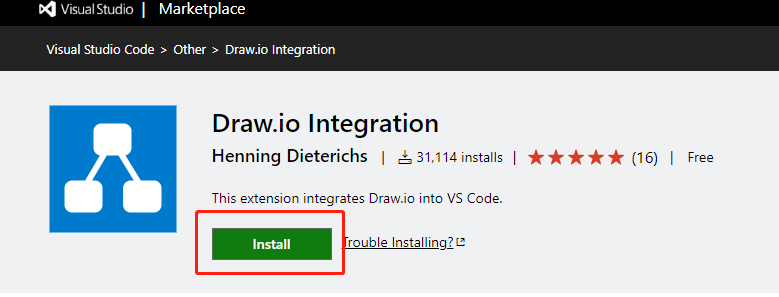 Visual Studio | Marketplace
Visual Studio Code > Other > Draw.io Integration
Draw.io Integration
Henning Dieterichs | 31,114 installs | (16) | Free
This extension integrates Draw.io into VS Code.
Install Trouble Installing?